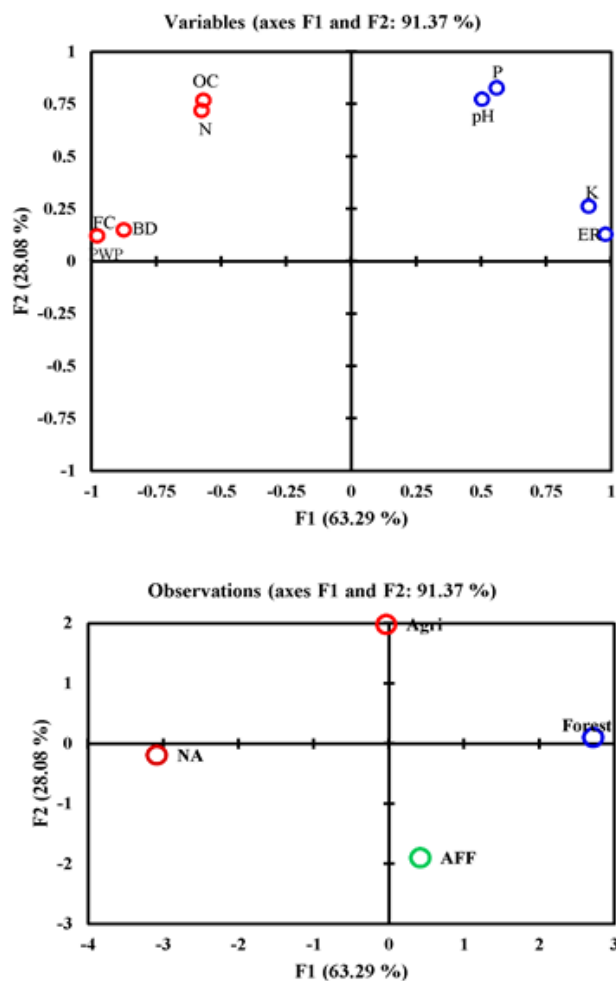 Variables (axes F1 and F2: 91.37 %)
1
0.75
0.5
0.25
0
-0.25
-0.5
-0.75
-1
F2 (28.08 %)
OC
N
P
pH
K
ER
FC
BD
PWP
-1 -0.75 -0.5 -0.25 0 0.25 0.5 0.75 1
F1 (63.29 %)
Observations (axes F1 and F2: 91.37 %)
2
1
0
-1
-2
-3
F2 (28.08 %)
Agri
Forest
NA
AFF
-4 -3 -2 -1 0 1 2 3
F1 (63.29 %)